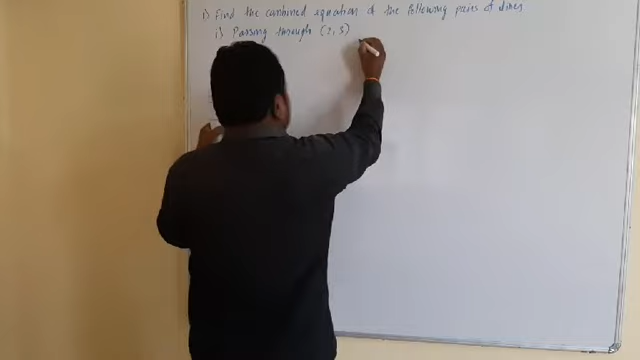 1) Find the combined equation of the following pairs of lines
i) Passing through (2, 3)